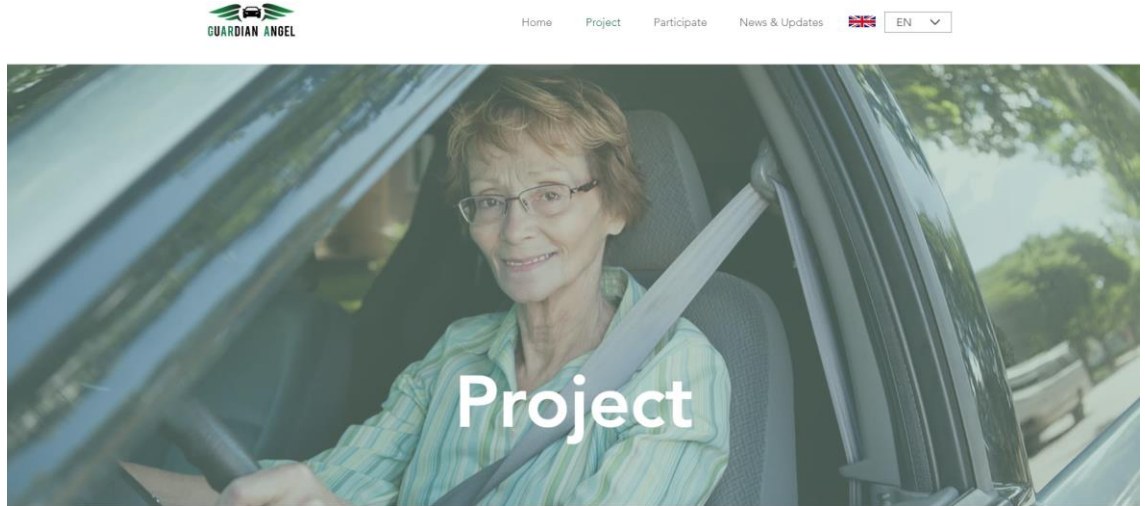 GUARDIAN ANGEL
Home Project Participate News & Updates EN
Project